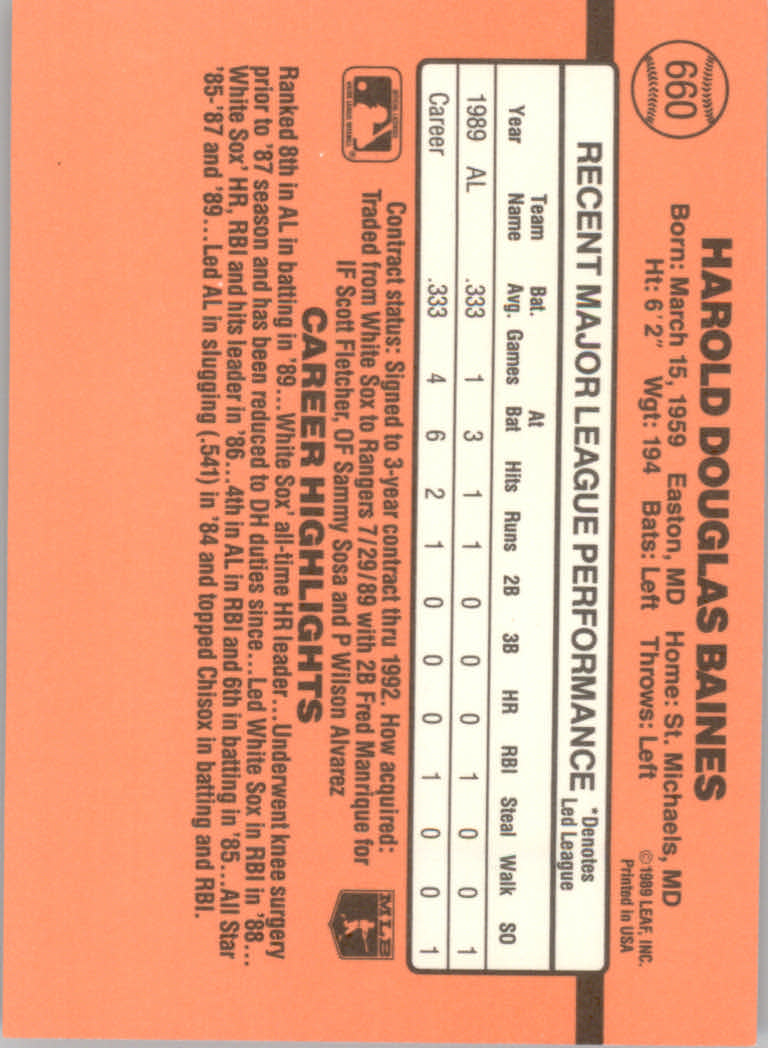 660
HAROLD DOUGLAS BAINES
Born: March 15, 1959 Easton, MD Home: St. Michaels, MD
Ht: 6'2" Wgt: 194 Bats: Left Throws: Left
©1989 LEAF, INC.
Printed in USA
RECENT MAJOR LEAGUE PERFORMANCE *Denotes
Led League
Year Team Name Bat. Avg. Games At Bat Hits Runs 2B 3B HR RBI Steal Walk SO
1989 AL .333 1 3 1 1 0 0 0 1 0 0 1
Career .333 4 6 2 1 0 0 0 1 0 0 1
Contract status: Signed to 3-year contract thru 1992. How acquired:
Traded from White Sox to Rangers 7/29/89 with 2B Fred Manrique for
IF Scott Fletcher, OF Sammy Sosa and P Wilson Alvarez
MLB
CAREER HIGHLIGHTS
Ranked 8th in AL in batting in '89...White Sox' all-time HR leader...Underwent knee surgery
prior to '87 season and has been reduced to DH duties since...Led White Sox in RBI in '88...
White Sox' HR, RBI and hits leader in '86...4th in AL in RBI and 6th in batting in '85...All Star
'85-'87 and '89...Led AL in slugging (.541) in '84 and topped Chisox in batting and RBI.